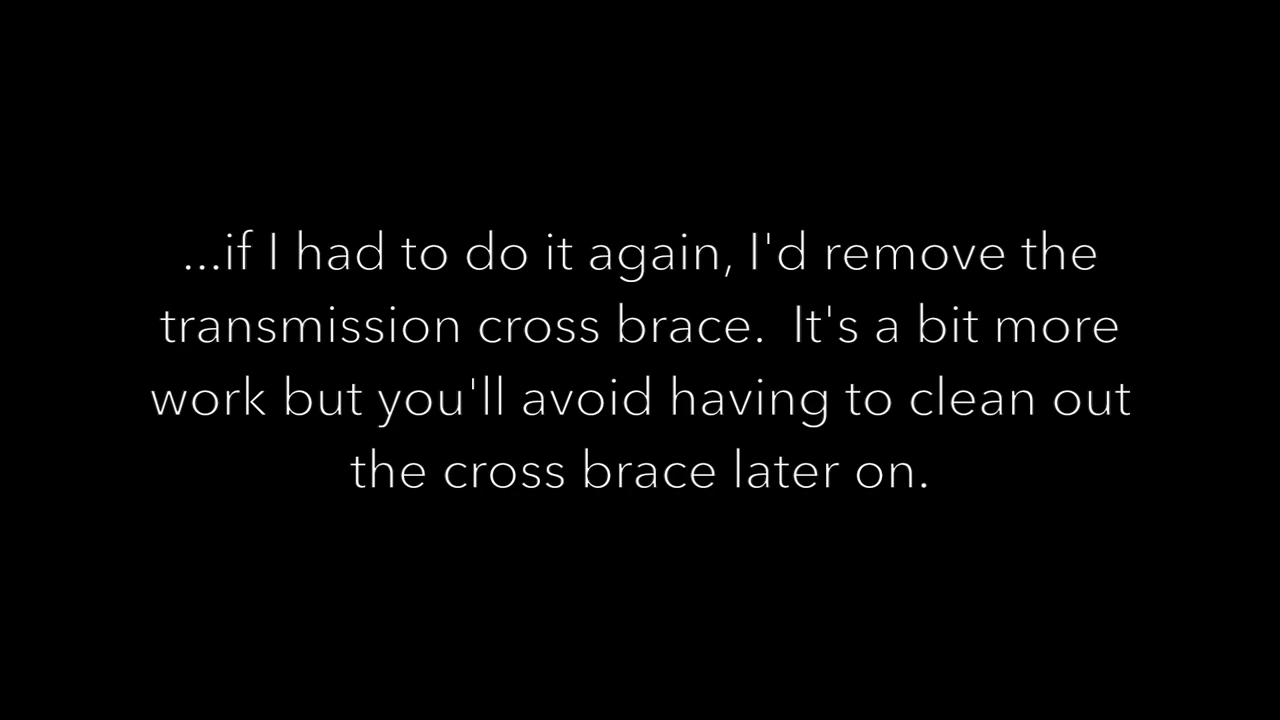 ...if I had to do it again, I'd remove the
transmission cross brace.  It's a bit more
work but you'll avoid having to clean out
the cross brace later on.